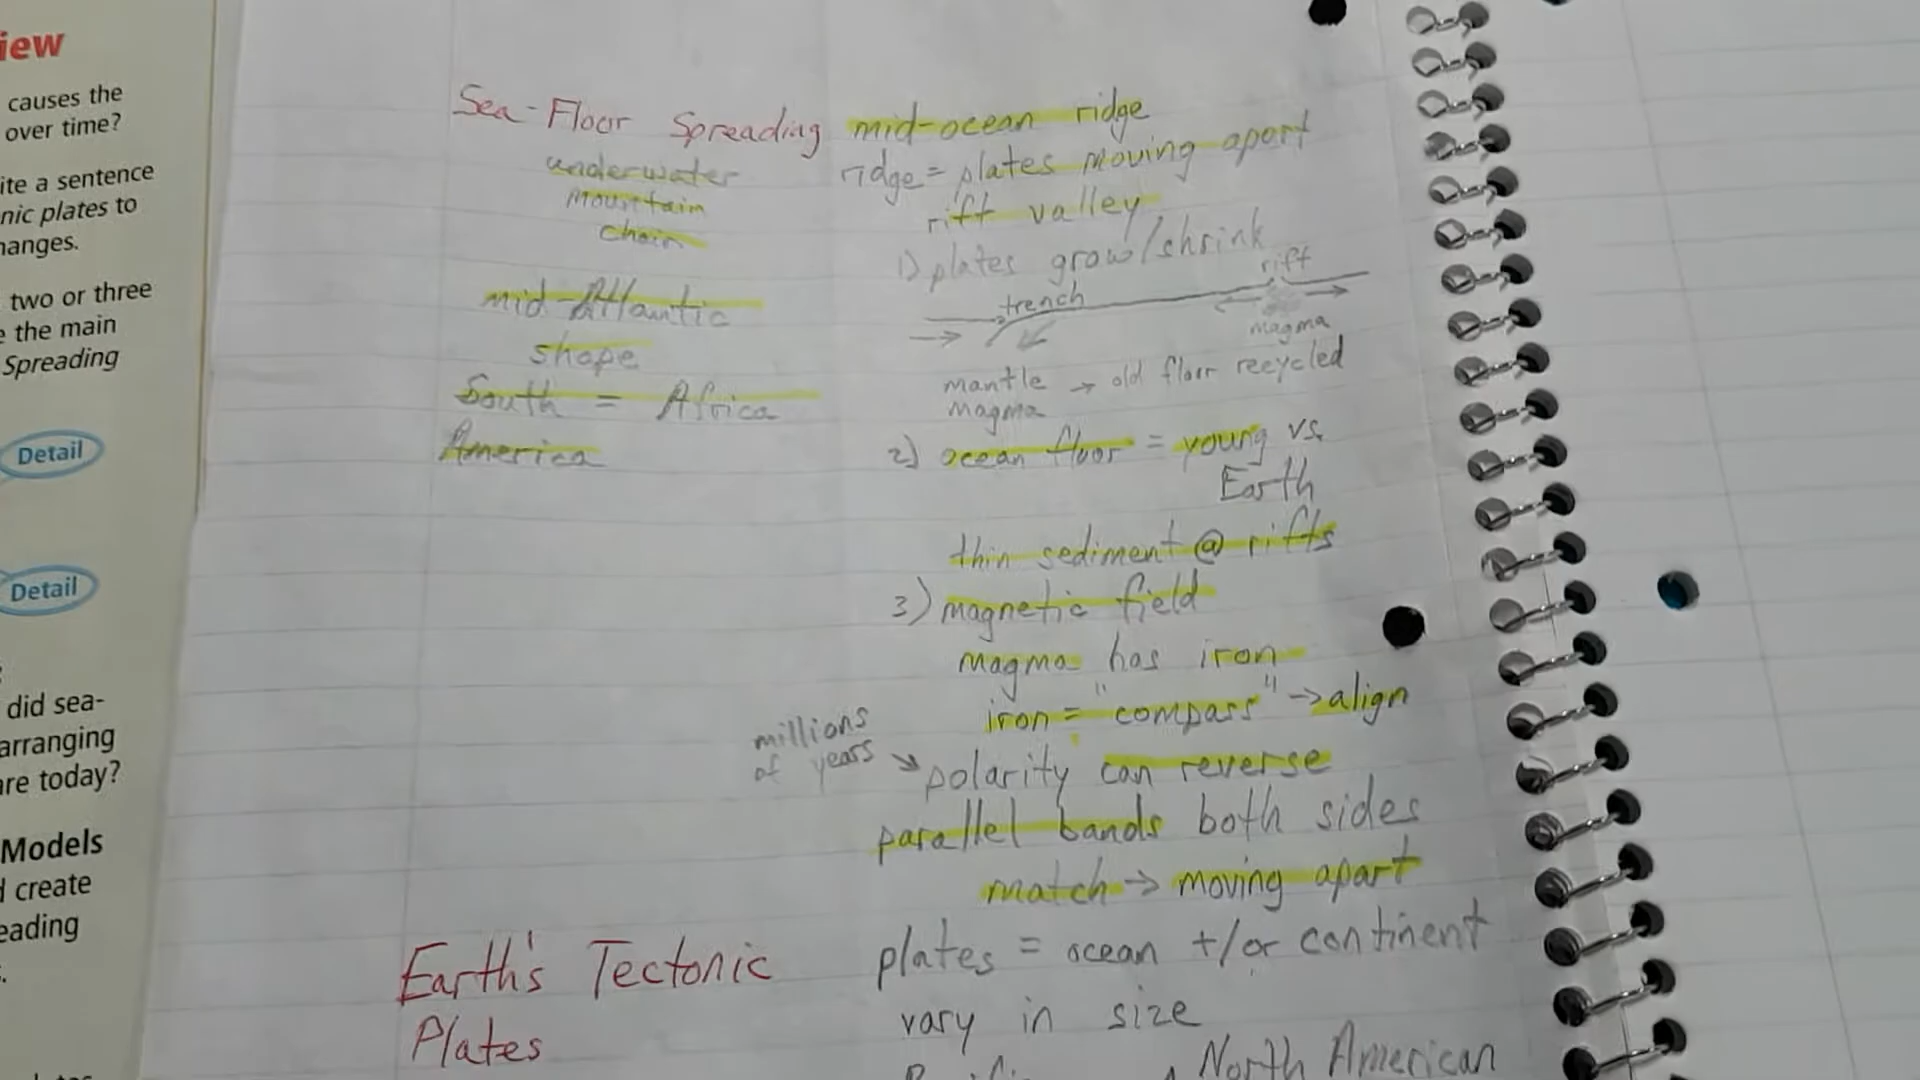 iew
causes the
over time?
ite a sentence
nic plates to
hanges.
two or three
the main
Spreading
Detail
Detail
did sea-
arranging
are today?
Models
create
eading
Sea-Floor Spreading
underwater
mountain
chain
mid-Atlantic
shape
South = Africa
America
mid-ocean ridge
ridge = plates moving apart
rift valley
1) plates grow/shrink
rift
trench
magma
mantle → old floor recycled
magma
2) ocean floor = young vs.
Earth
thin sediment @ rifts
3) magnetic field
magma has iron
iron = "compass" → align
millions
of years ↘
polarity can reverse
parallel bands both sides
match → moving apart
Earth's Tectonic
Plates
plates = ocean +/or continent
vary in size
North American